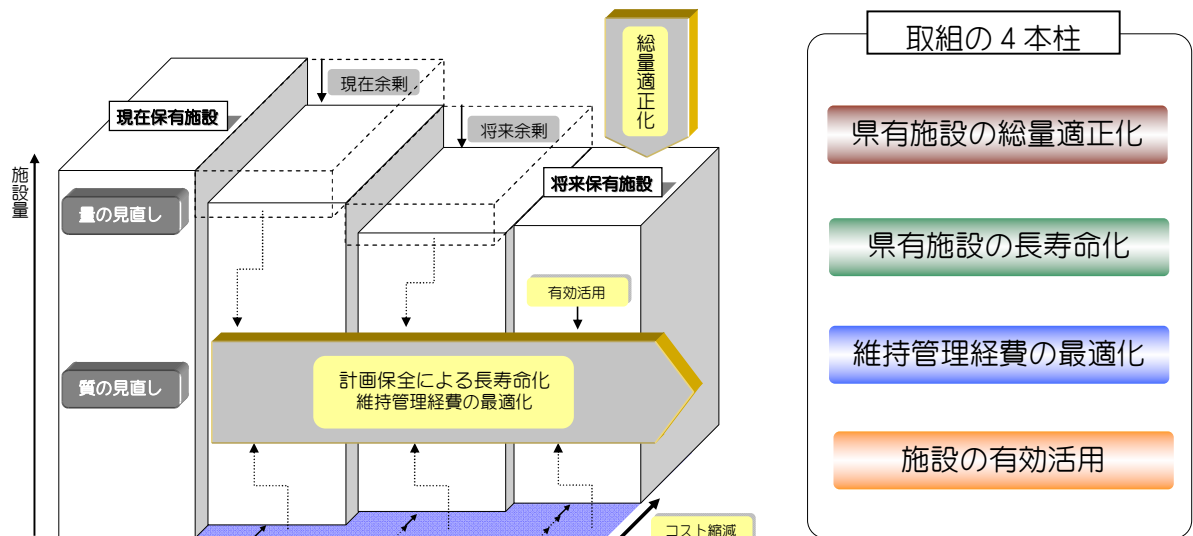 総量適正化
現在余剰
現在保有施設
将来余剰
将来保有施設
施設量
量の見直し
有効活用
質の見直し
計画保全による長寿命化
維持管理経費の最適化
コスト縮減
取組の4本柱
県有施設の総量適正化
県有施設の長寿命化
維持管理経費の最適化
施設の有効活用